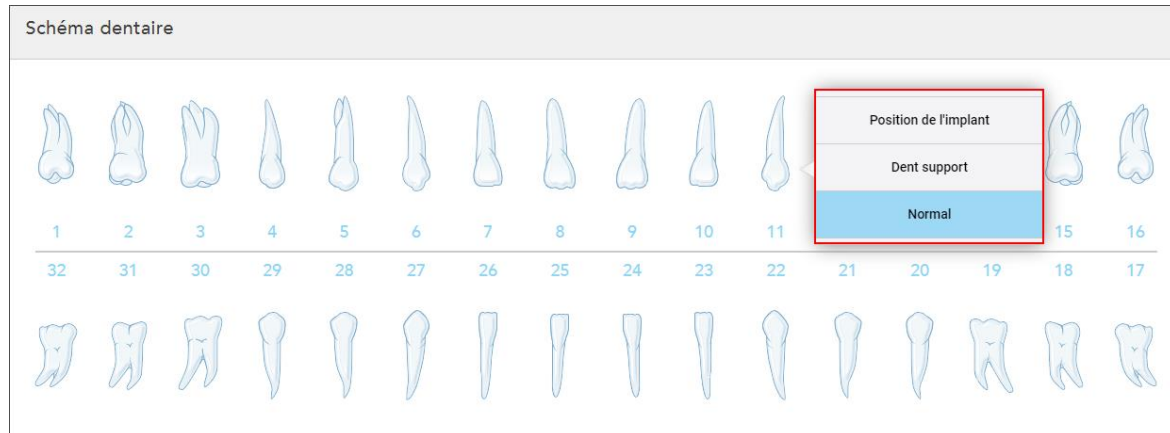 Schéma dentaire
Position de l'implant
Dent support
Normal
1 2 3 4 5 6 7 8 9 10 11 15 16
32 31 30 29 28 27 26 25 24 23 22 21 20 19 18 17